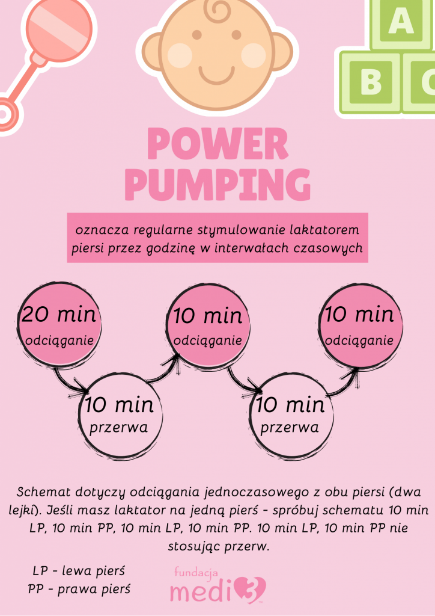 A
B C
POWER
PUMPING
oznacza regularne stymulowanie laktatorem
piersi przez godzinę w interwałach czasowych
20 min
odciąganie
10 min
odciąganie
10 min
odciąganie
10 min
przerwa
10 min
przerwa
Schemat dotyczy odciągania jednoczasowego z obu piersi (dwa
lejki). Jeśli masz laktator na jedną pierś - spróbuj schematu 10 min
LP, 10 min PP, 10 min LP, 10 min PP. 10 min LP, 10 min PP nie
stosując przerw.
LP - lewa pierś
PP - prawa pierś
fundacja
medi3